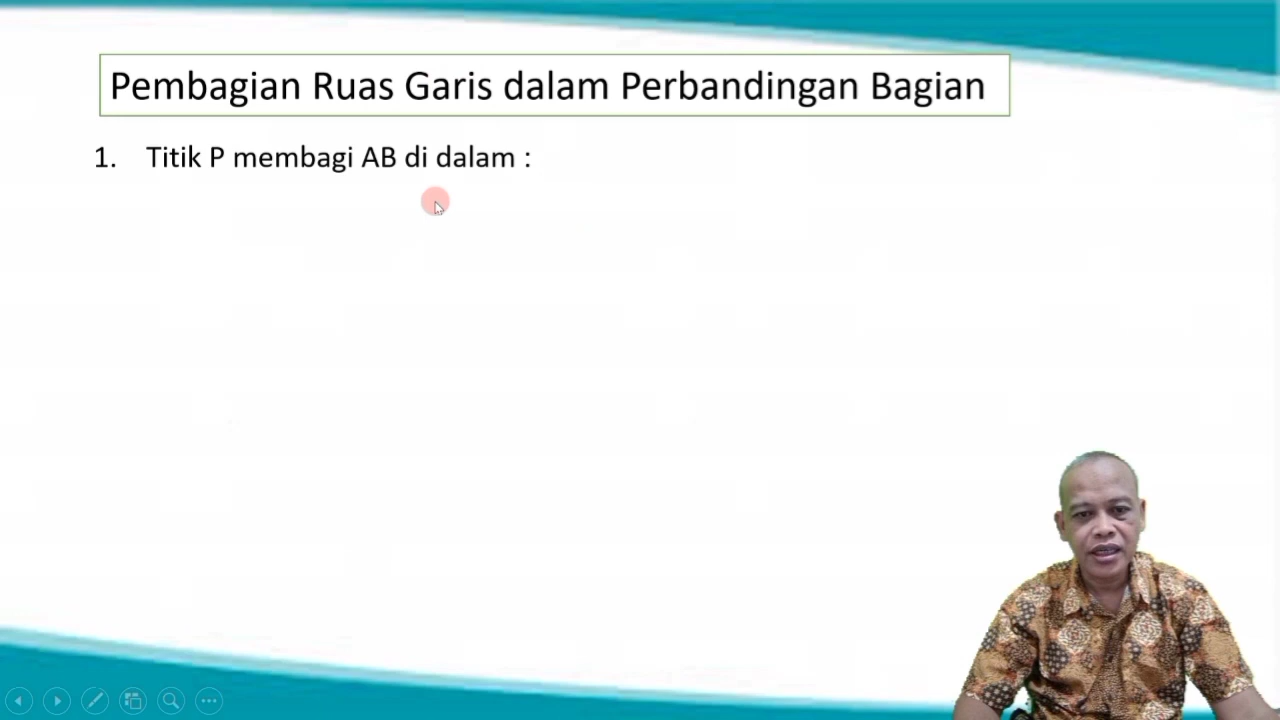 Pembagian Ruas Garis dalam Perbandingan Bagian
1. Titik P membagi AB di dalam :